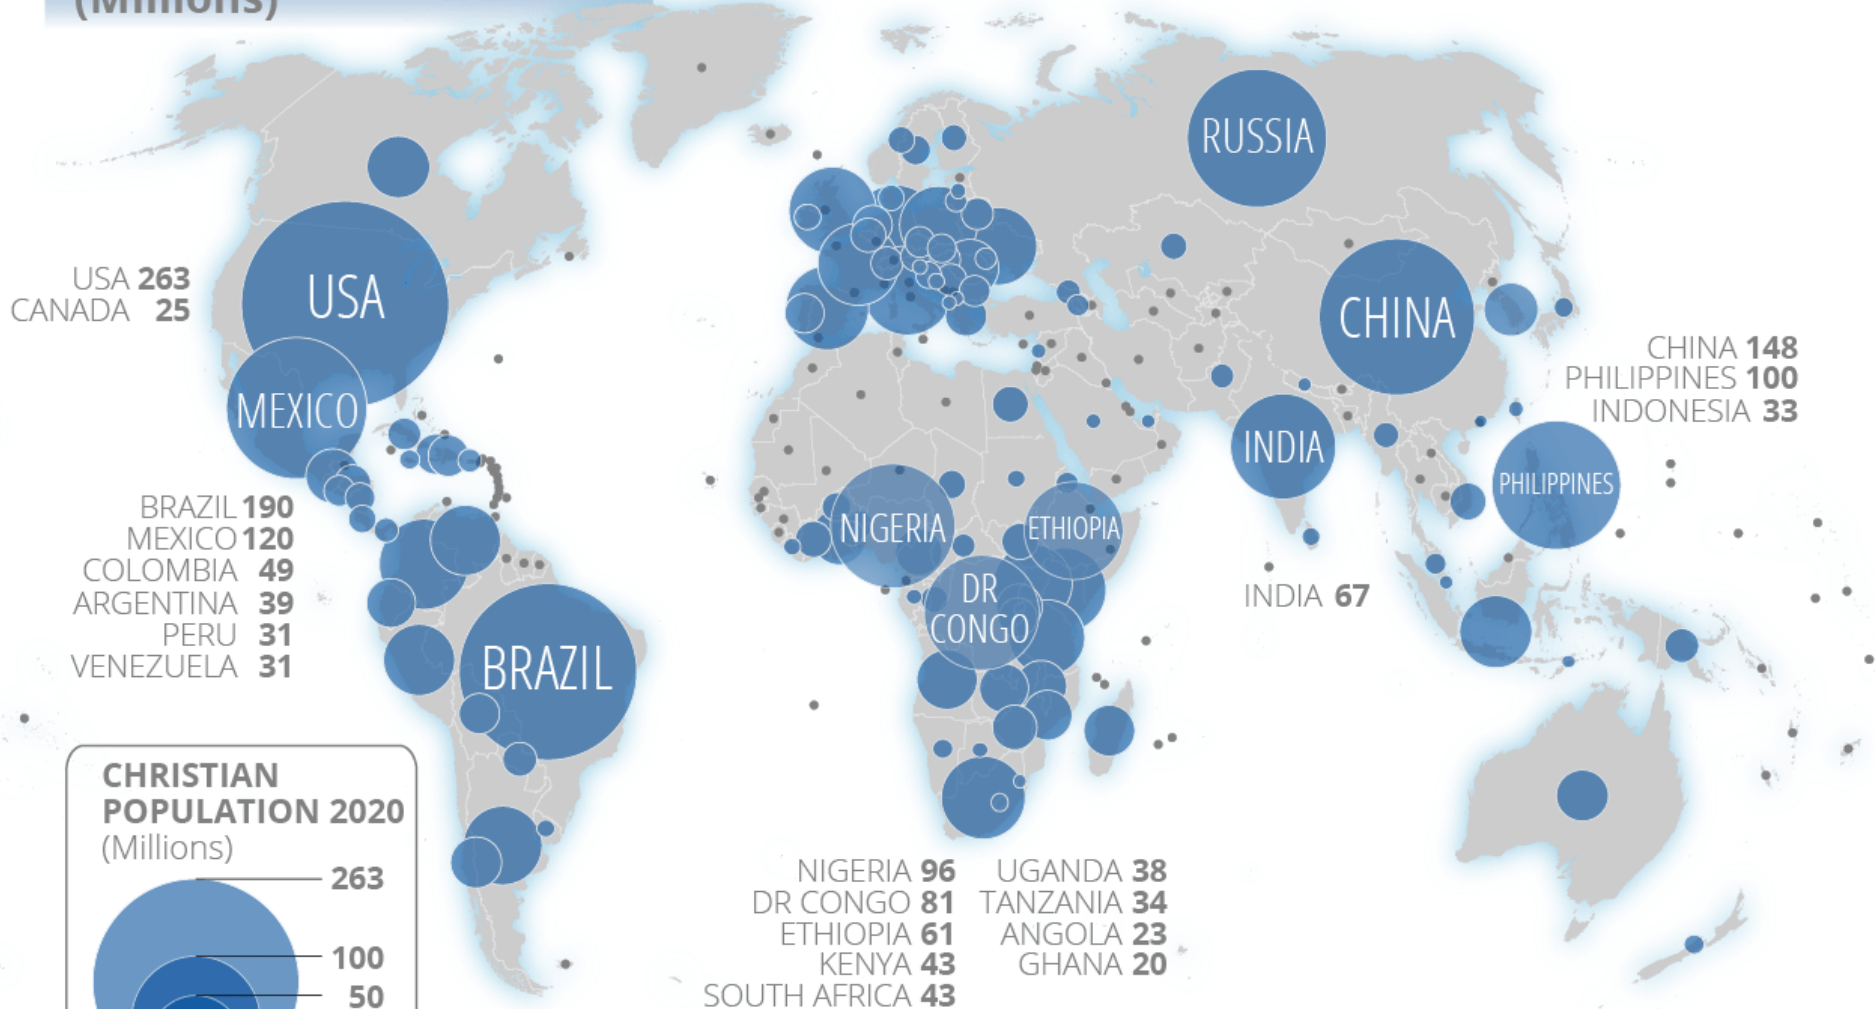 (Millions)
RUSSIA
USA 263
CANADA 25
USA
CHINA
MEXICO
CHINA 148
PHILIPPINES 100
INDONESIA 33
INDIA
PHILIPPINES
BRAZIL 190
MEXICO 120
COLOMBIA 49
ARGENTINA 39
PERU 31
VENEZUELA 31
NIGERIA
ETHIOPIA
DR
CONGO
INDIA 67
BRAZIL
CHRISTIAN
POPULATION 2020
(Millions)
263
100
50
NIGERIA 96
DR CONGO 81
ETHIOPIA 61
KENYA 43
SOUTH AFRICA 43
UGANDA 38
TANZANIA 34
ANGOLA 23
GHANA 20